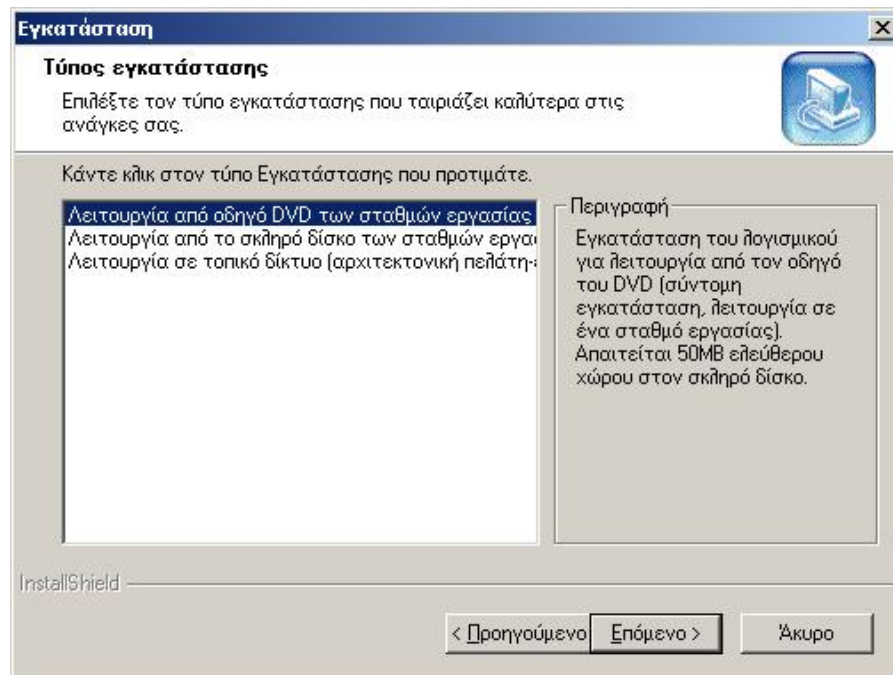 Εγκατάσταση
Τύπος εγκατάστασης
Επιλέξτε τον τύπο εγκατάστασης που ταιριάζει καλύτερα στις
ανάγκες σας.
Κάντε κλικ στον τύπο Εγκατάστασης που προτιμάτε.
Λειτουργία από οδηγό DVD των σταθμών εργασίας
Λειτουργία από το σκληρό δίσκο των σταθμών εργα
Λειτουργία σε τοπικό δίκτυο (αρχιτεκτονική πελάτη-
Περιγραφή
Εγκατάσταση του λογισμικού
για λειτουργία από τον οδηγό
του DVD (σύντομη
εγκατάσταση, λειτουργία σε
ένα σταθμό εργασίας).
Απαιτείται 50MB ελεύθερου
χώρου στον σκληρό δίσκο.
InstallShield
< Προηγούμενο Επόμενο > Άκυρο